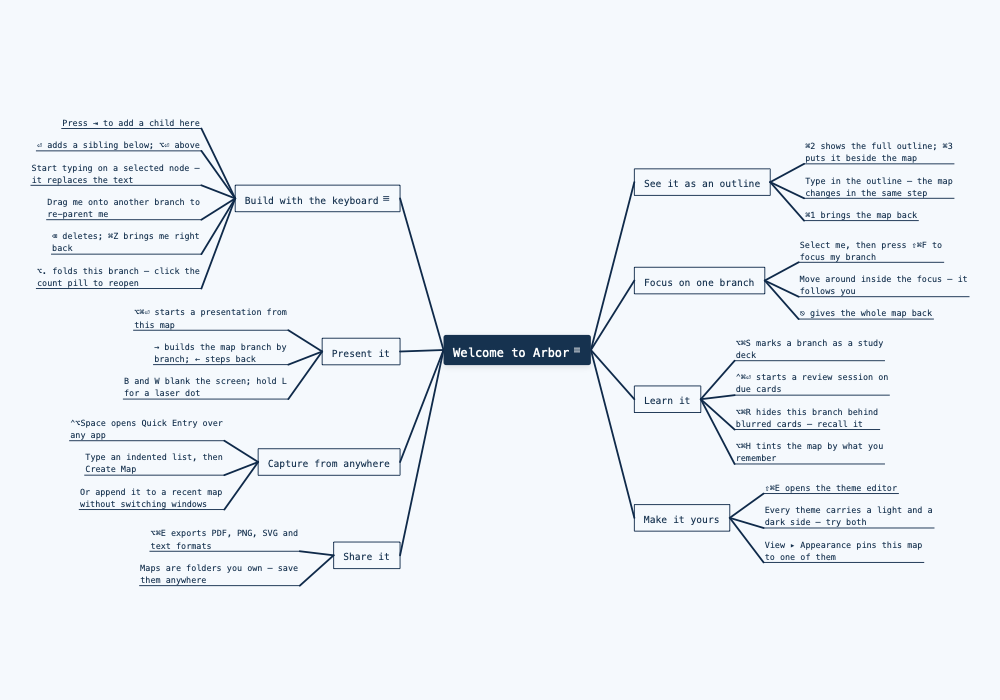 Welcome to Arbor ≡
Build with the keyboard ≡
Press ⇥ to add a child here
⏎ adds a sibling below; ⌥⏎ above
Start typing on a selected node —
it replaces the text
Drag me onto another branch to
re-parent me
⌫ deletes; ⌘Z brings me right
back
⌥. folds this branch — click the
count pill to reopen
Present it
⌥⌘⏎ starts a presentation from
this map
→ builds the map branch by
branch; ← steps back
B and W blank the screen; hold L
for a laser dot
Capture from anywhere
^⌥Space opens Quick Entry over
any app
Type an indented list, then
Create Map
Or append it to a recent map
without switching windows
Share it
⌥⌘E exports PDF, PNG, SVG and
text formats
Maps are folders you own — save
them anywhere
See it as an outline
⌘2 shows the full outline; ⌘3
puts it beside the map
Type in the outline — the map
changes in the same step
⌘1 brings the map back
Focus on one branch
Select me, then press ⇧⌘F to
focus my branch
Move around inside the focus — it
follows you
⎋ gives the whole map back
Learn it
⌥⌘S marks a branch as a study
deck
^⌘⏎ starts a review session on
due cards
⌥⌘R hides this branch behind
blurred cards — recall it
⌥⌘H tints the map by what you
remember
Make it yours
⇧⌘E opens the theme editor
Every theme carries a light and a
dark side — try both
View ▸ Appearance pins this map
to one of them